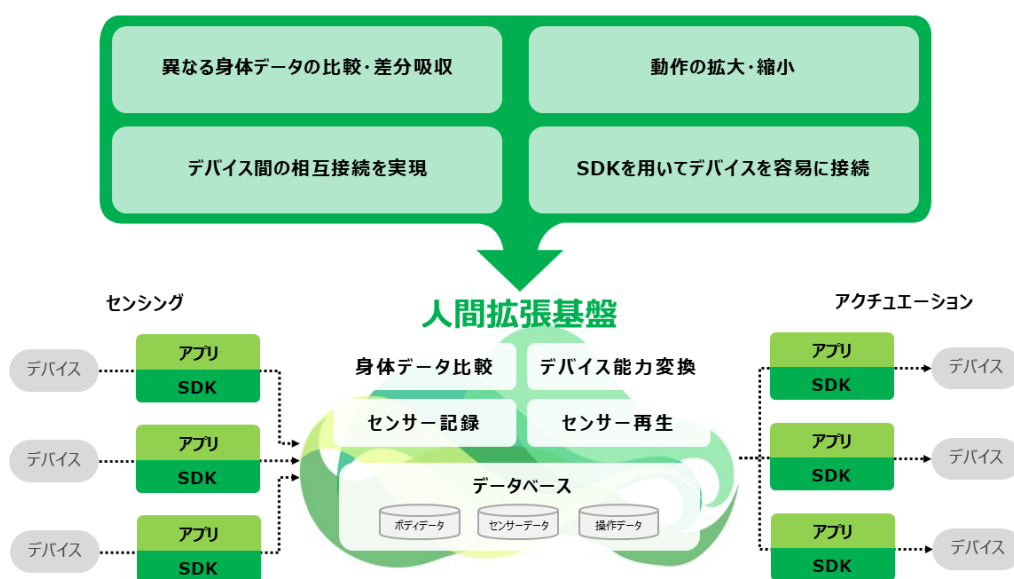 異なる身体データの比較・差分吸収
動作の拡大・縮小
デバイス間の相互接続を実現
SDKを用いてデバイスを容易に接続
人間拡張基盤
センシング
アクチュエーション
デバイス
アプリ
SDK
デバイス
アプリ
SDK
デバイス
アプリ
SDK
身体データ比較
デバイス能力変換
センサー記録
センサー再生
データベース
ボディデータ
センサーデータ
操作データ
アプリ
SDK
デバイス
アプリ
SDK
デバイス
アプリ
SDK
デバイス